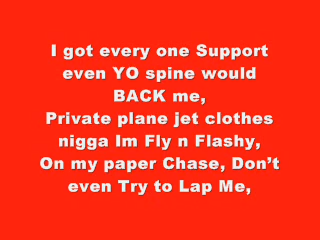 I got every one Support
even YO spine would
BACK me,
Private plane jet clothes
nigga Im Fly n Flashy,
On my paper Chase, Don’t
even Try to Lap Me,